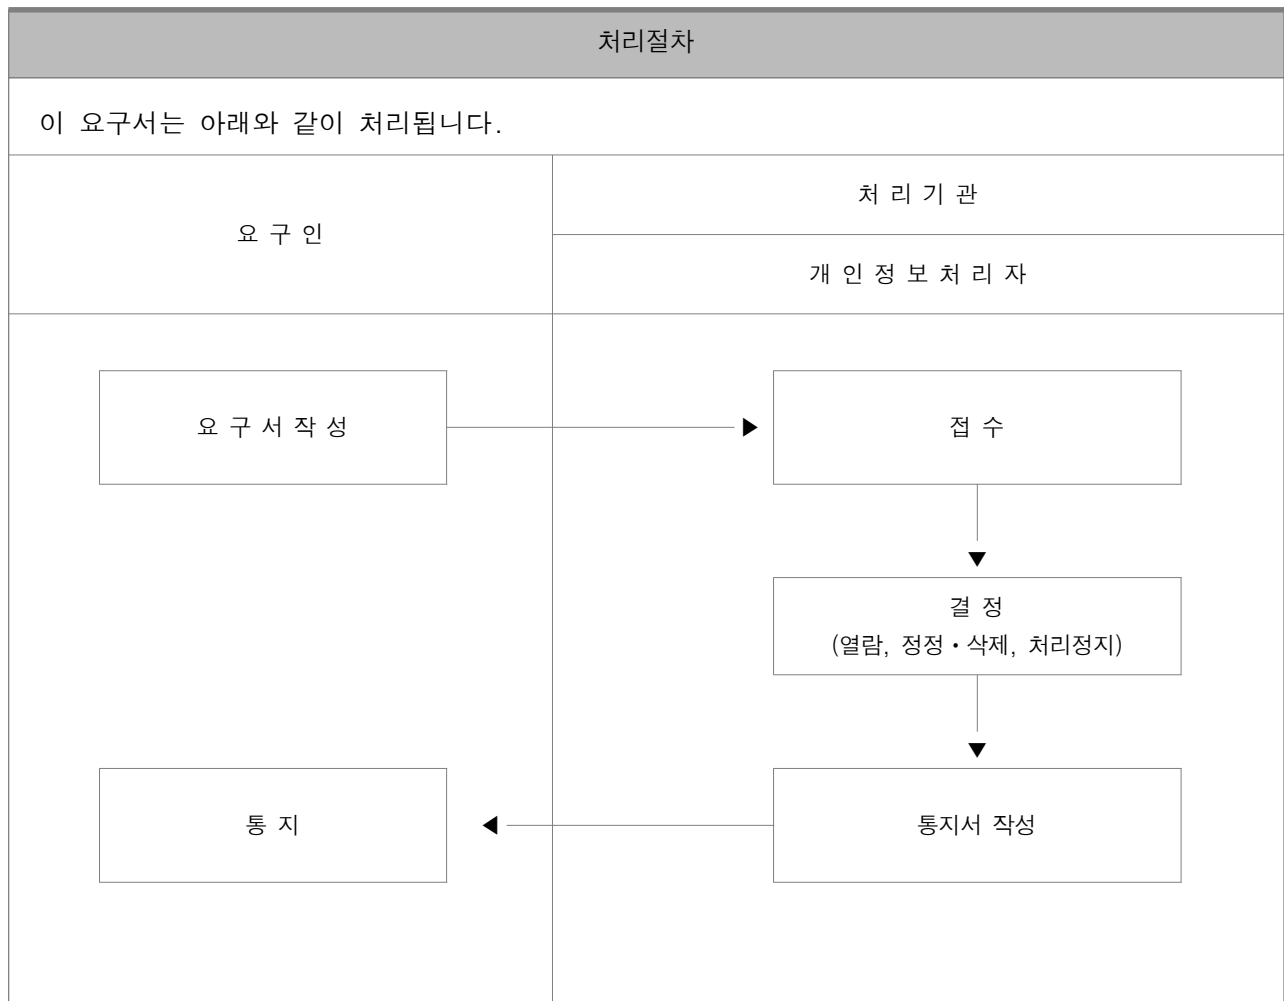 처리절차
이 요구서는 아래와 같이 처리됩니다.
요 구 인
처 리 기 관
개 인 정 보 처 리 자
요 구 서 작 성
접 수
결 정
(열람, 정정・삭제, 처리정지)
통 지
통지서 작성